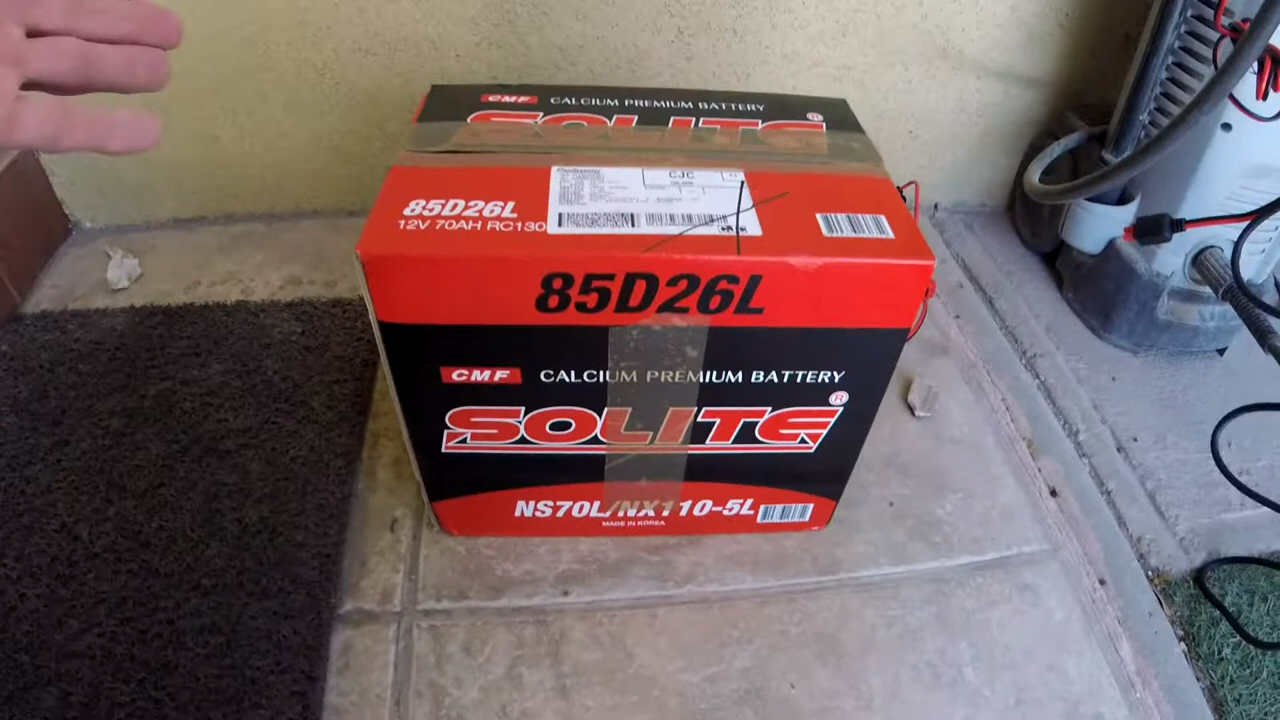 CMF CALCIUM PREMIUM BATTERY
SOLITE ®
CJC
85D26L
12V 70AH RC130
85D26L
CMF CALCIUM PREMIUM BATTERY
SOLITE ®
NS70L/NX110-5L
MADE IN KOREA